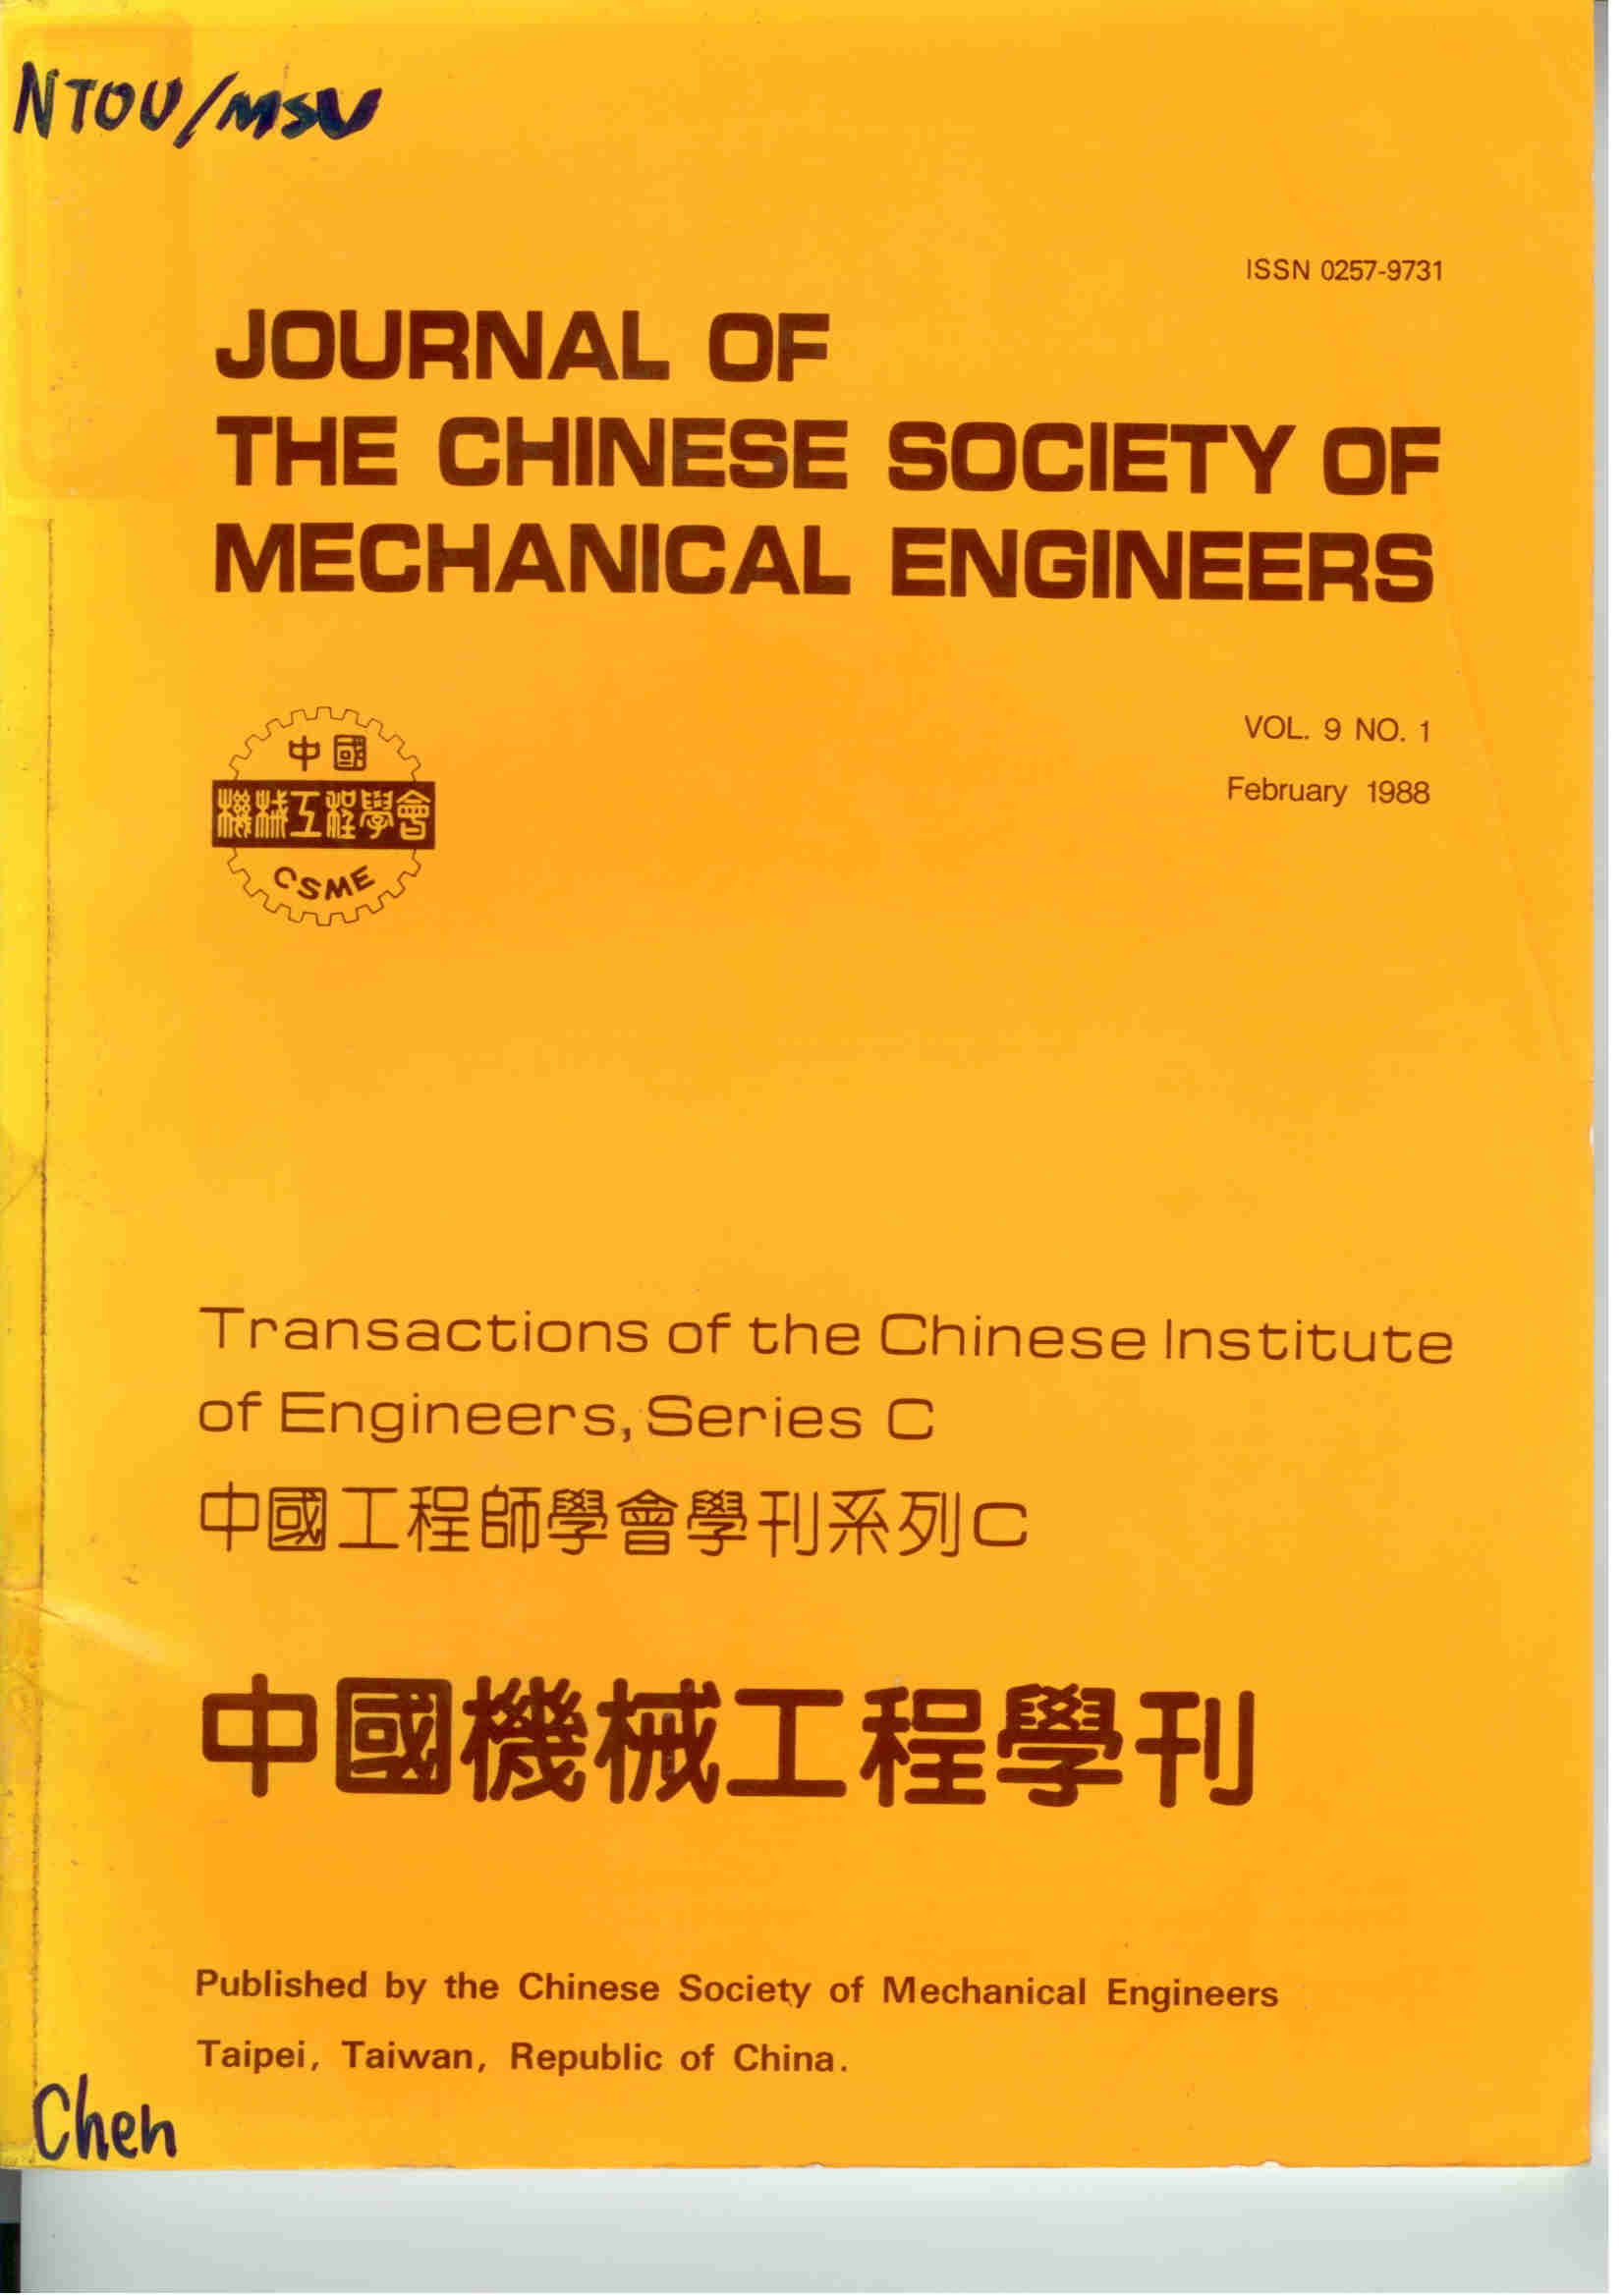 NTOU/MSV
ISSN 0257-9731
JOURNAL OF
THE CHINESE SOCIETY OF
MECHANICAL ENGINEERS
中國
機械工程學會
CSME
VOL. 9 NO. 1
February 1988
Transactions of the Chinese Institute
of Engineers, Series C
中國工程師學會學刊系列C
中國機械工程學刊
Published by the Chinese Society of Mechanical Engineers
Taipei, Taiwan, Republic of China.
Chen